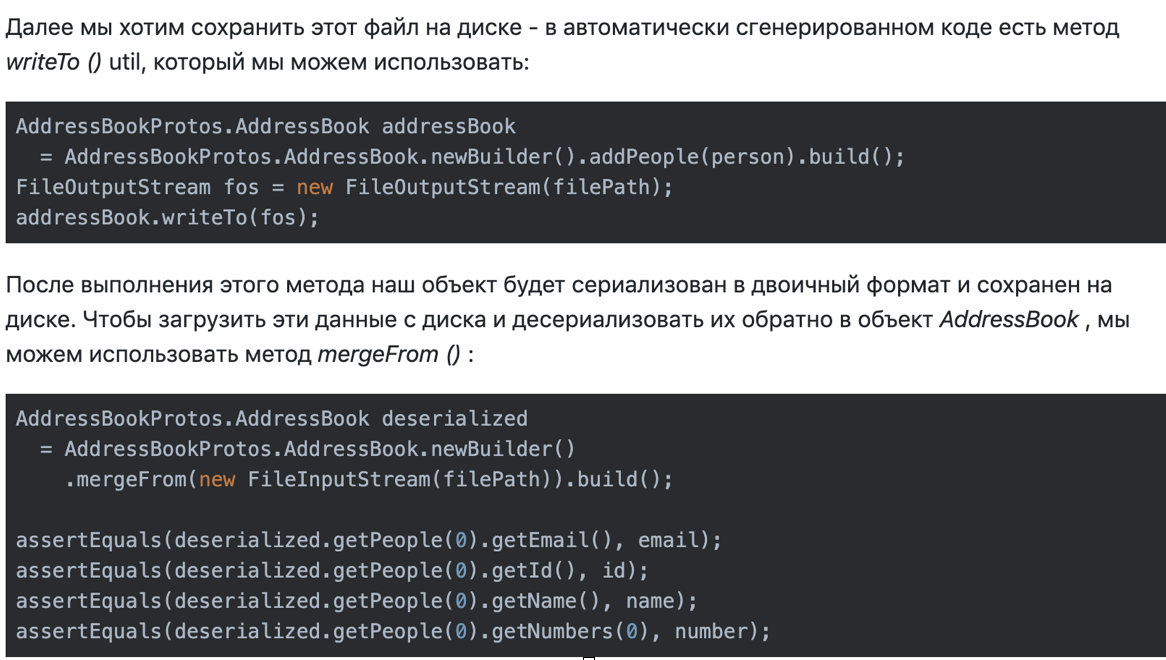 Далее мы хотим сохранить этот файл на диске - в автоматически сгенерированном коде есть метод
writeTo () util, который мы можем использовать:
AddressBookProtos.AddressBook addressBook
  = AddressBookProtos.AddressBook.newBuilder().addPeople(person).build();
FileOutputStream fos = new FileOutputStream(filePath);
addressBook.writeTo(fos);
После выполнения этого метода наш объект будет сериализован в двоичный формат и сохранен на
диске. Чтобы загрузить эти данные с диска и десериализовать их обратно в объект AddressBook , мы
можем использовать метод mergeFrom () :
AddressBookProtos.AddressBook deserialized
  = AddressBookProtos.AddressBook.newBuilder()
    .mergeFrom(new FileInputStream(filePath)).build();
assertEquals(deserialized.getPeople(0).getEmail(), email);
assertEquals(deserialized.getPeople(0).getId(), id);
assertEquals(deserialized.getPeople(0).getName(), name);
assertEquals(deserialized.getPeople(0).getNumbers(0), number);